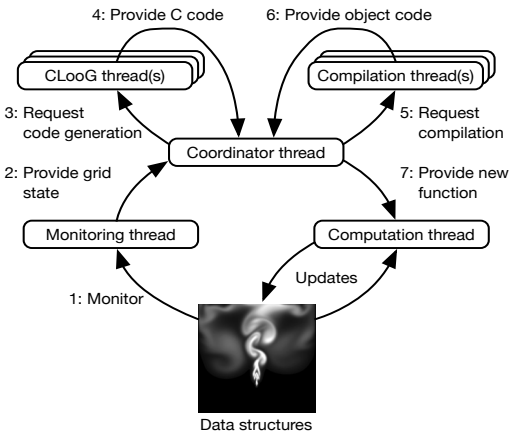 4: Provide C code
6: Provide object code
CLooG thread(s)
Compilation thread(s)
3: Request
code generation
5: Request
compilation
Coordinator thread
2: Provide grid
state
7: Provide new
function
Monitoring thread
Computation thread
Updates
1: Monitor
Data structures